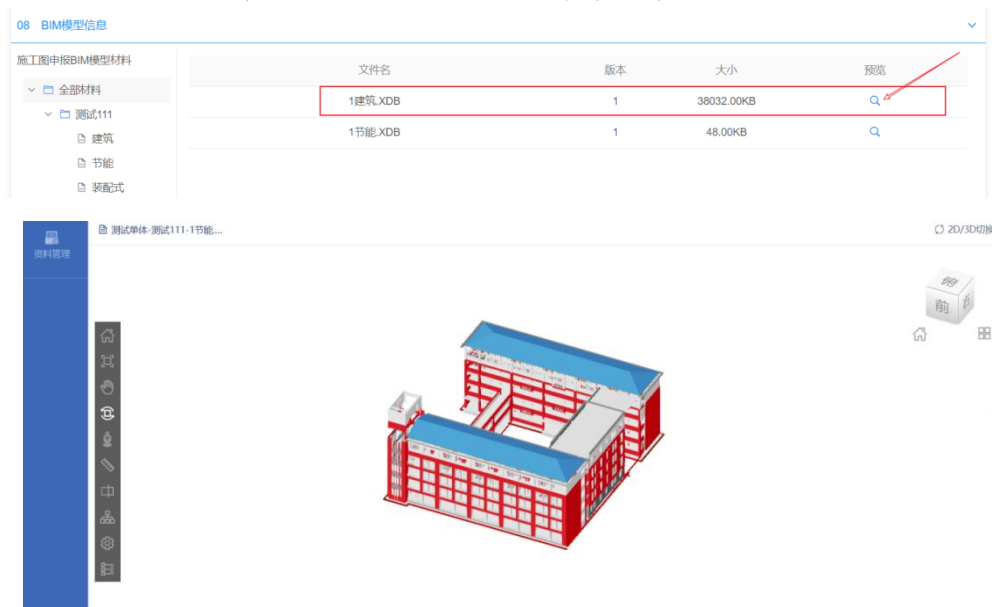 08 BIM模型信息
施工图申报BIM模型材料
文件名 版本 大小 预览
全部材料
1建筑.XDB 1 38032.00KB
测试111
1节能.XDB 1 48.00KB
建筑
节能
装配式
测试单体-测试111-1节能....
2D/3D切换
资料管理
前